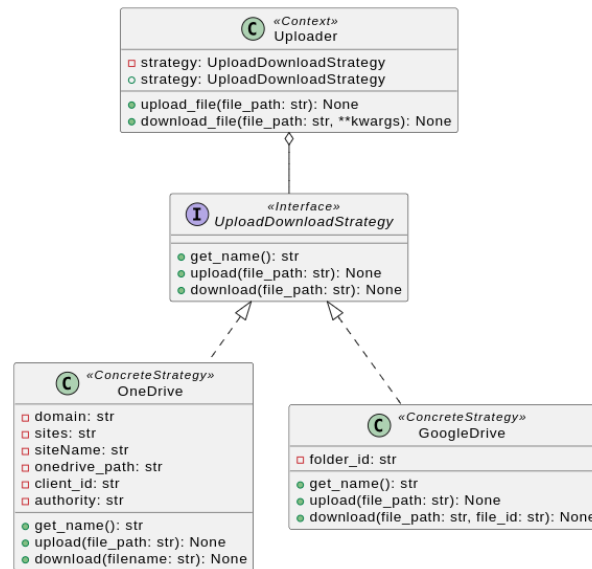 C
«Context»
Uploader
strategy: UploadDownloadStrategy
strategy: UploadDownloadStrategy
upload_file(file_path: str): None
download_file(file_path: str, **kwargs): None
I
«Interface»
UploadDownloadStrategy
get_name(): str
upload(file_path: str): None
download(file_path: str): None
C
«ConcreteStrategy»
OneDrive
domain: str
sites: str
siteName: str
onedrive_path: str
client_id: str
authority: str
get_name(): str
upload(file_path: str): None
download(filename: str): None
C
«ConcreteStrategy»
GoogleDrive
folder_id: str
get_name(): str
upload(file_path: str): None
download(file_path: str, file_id: str): None